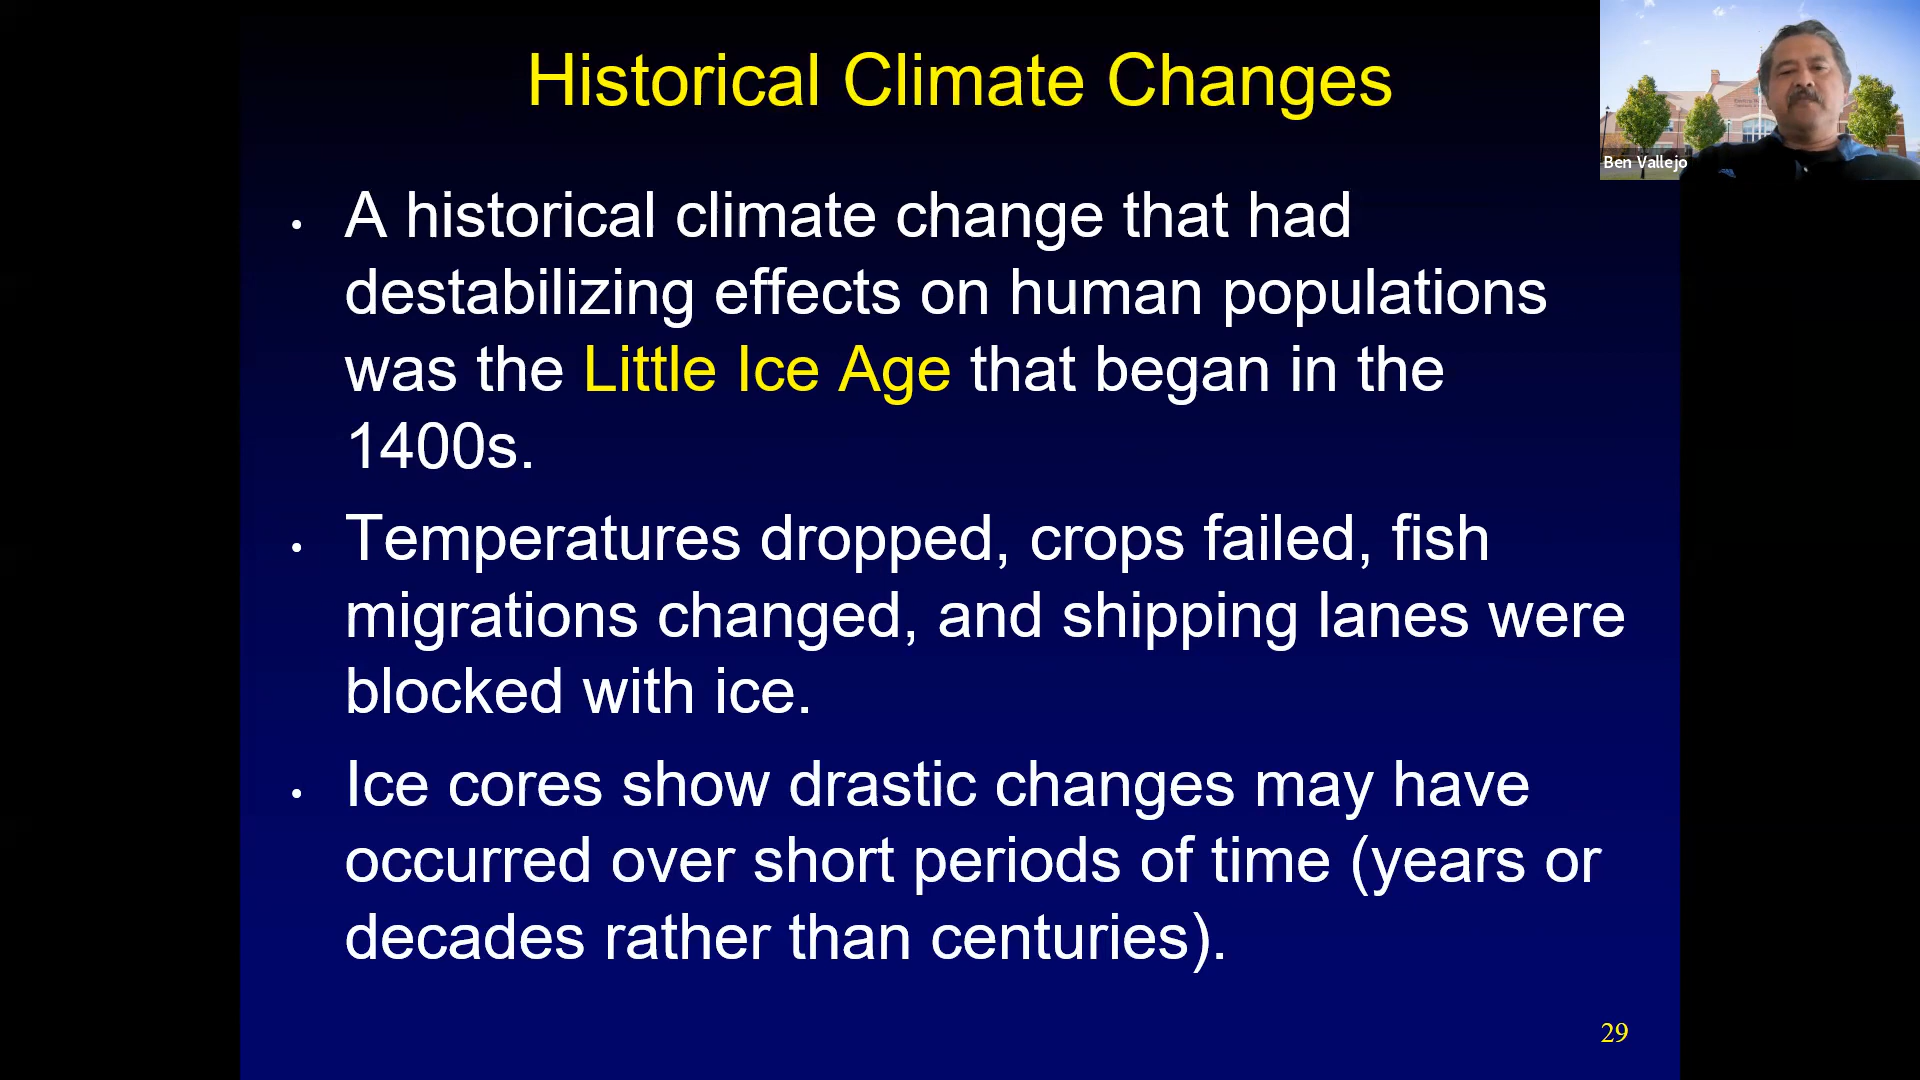 Historical Climate Changes
Ben Vallejo
• A historical climate change that had
destabilizing effects on human populations
was the Little Ice Age that began in the
1400s.
• Temperatures dropped, crops failed, fish
migrations changed, and shipping lanes were
blocked with ice.
• Ice cores show drastic changes may have
occurred over short periods of time (years or
decades rather than centuries).
29